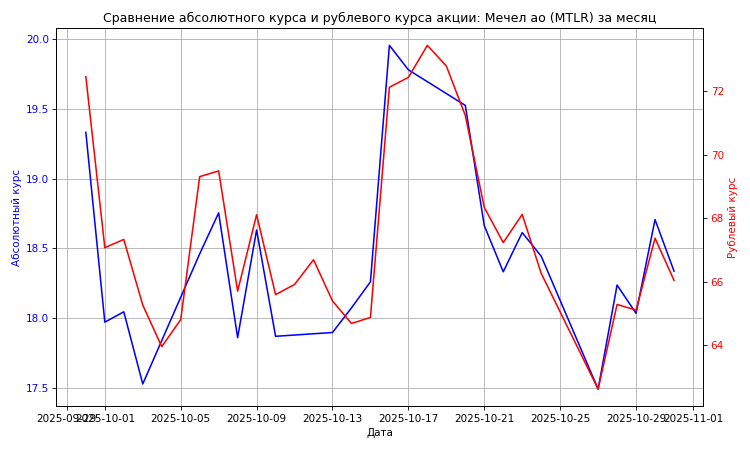 Сравнение абсолютного курса и рублевого курса акции: Мечел ао (MTLR) за месяц
20.0
19.5
19.0
18.5
18.0
17.5
Абсолютный курс
72
70
68
66
64
Рублевый курс
2025-09-29 2025-10-01 2025-10-05 2025-10-09 2025-10-13 2025-10-17 2025-10-21 2025-10-25 2025-10-29 2025-11-01
Дата